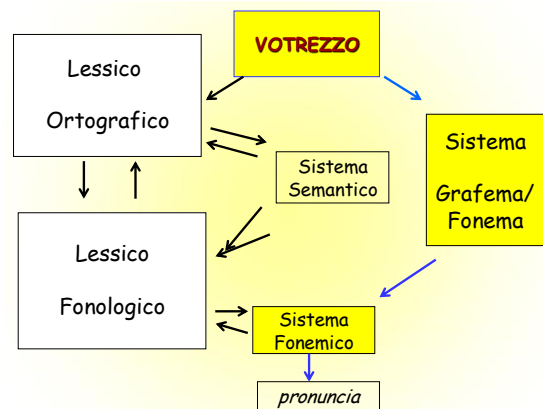 VOTREZZO
Lessico
Ortografico
Sistema
Grafema/
Fonema
Sistema
Semantico
Lessico
Fonologico
Sistema
Fonemico
pronuncia